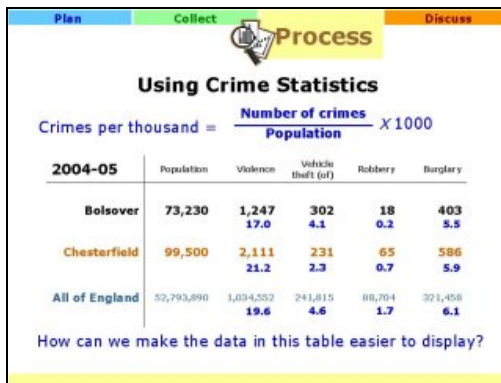 Plan Collect Process Discuss
Using Crime Statistics
Crimes per thousand = Number of crimes / Population X 1000
2004-05 Population Violence Vehicle theft (of) Robbery Burglary
Bolsover 73,230 1,247 302 18 403
17.0 4.1 0.2 5.5
Chesterfield 99,500 2,111 231 65 586
21.2 2.3 0.7 5.9
All of England 52,793,890 1,034,552 241,815 88,704 321,458
19.6 4.6 1.7 6.1
How can we make the data in this table easier to display?